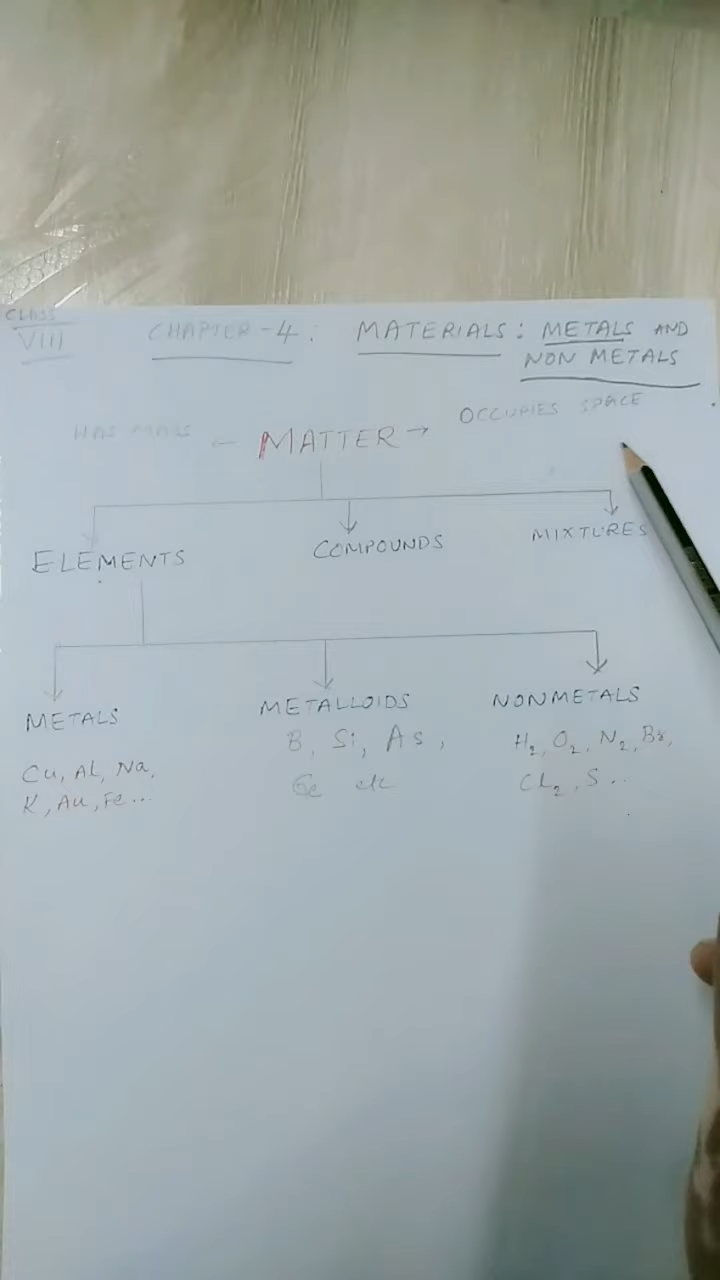 CLASS
VIII
CHAPTER-4: MATERIALS: METALS AND
NON METALS
HAS MASS - MATTER → OCCUPIES SPACE
ELEMENTS COMPOUNDS MIXTURES
METALS METALLOIDS NONMETALS
Cu, Al, Na,
K, Au, Fe...
B, Si, As,
Ge etc
H₂, O₂, N₂, Br,
Cl₂, S..